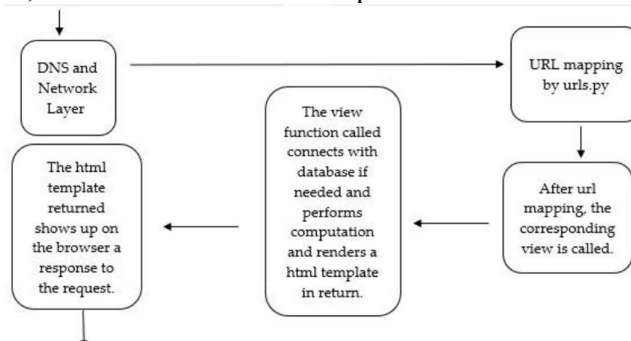 DNS and
Network
Layer
URL mapping
by urls.py
After url
mapping, the
corresponding
view is called.
The view
function called
connects with
database if
needed and
performs
computation
and renders a
html template
in return.
The html
template
returned
shows up on
the browser a
response to
the request.